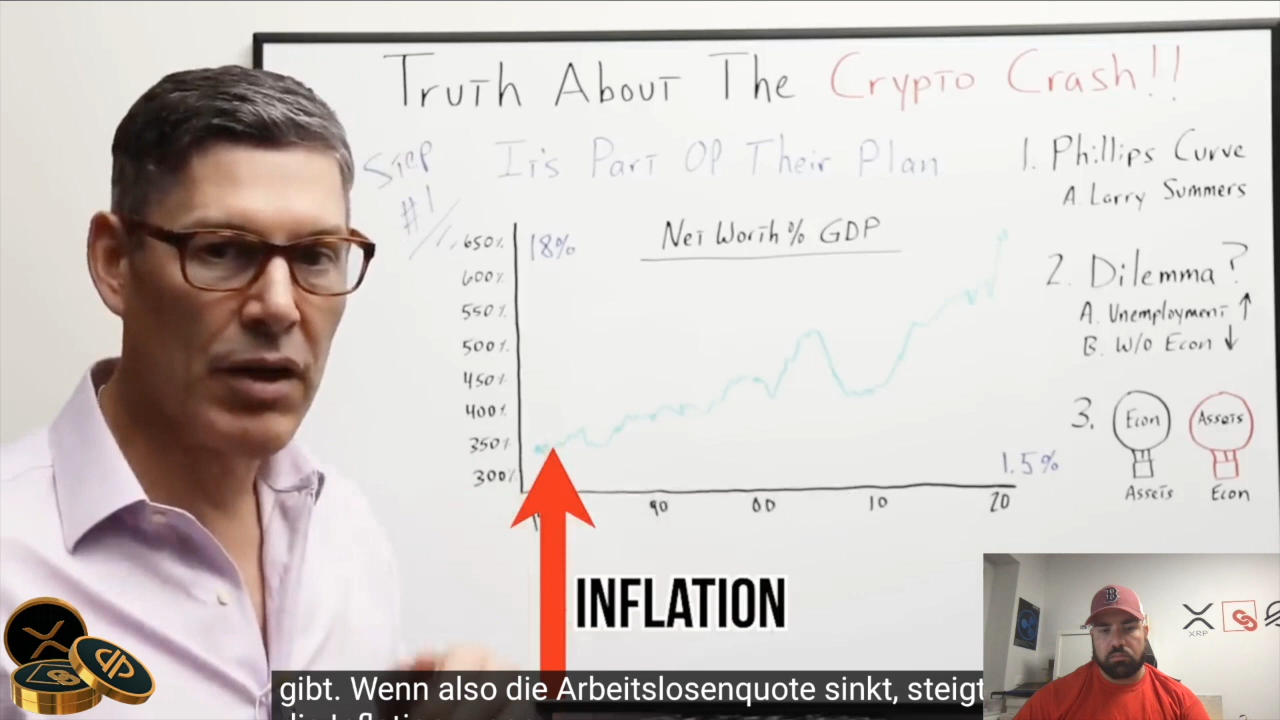 Truth About The Crypto Crash!!
Step #1
It's Part Of Their Plan
1. Phillips Curve
A. Larry Summers
Net Worth % GDP
18%
650%
600%
550%
500%
450%
400%
350%
300%
90
00
10
20
1.5%
2. Dilemma?
A. Unemployment ↑
B. W/o Econ ↓
3.
Econ
Assets
Assets
Econ
INFLATION
XRP
B
gibt. Wenn also die Arbeitslosenquote sinkt, steigt